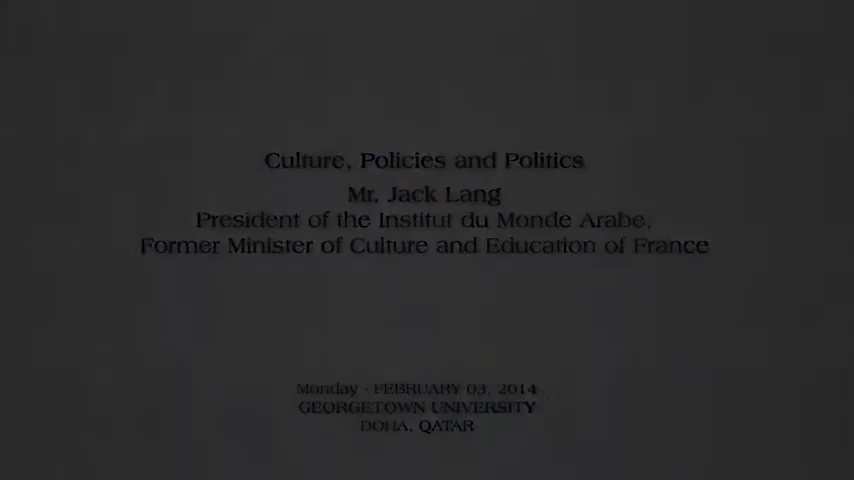 Culture, Policies and Politics
Mr. Jack Lang
President of the Institut du Monde Arabe,
Former Minister of Culture and Education of France
Monday - FEBRUARY 03, 2014
GEORGETOWN UNIVERSITY
DOHA, QATAR